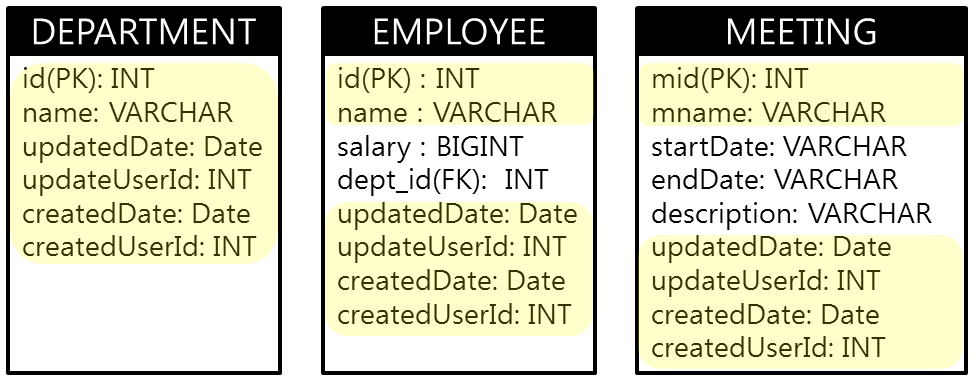 DEPARTMENT
id(PK): INT
name: VARCHAR
updatedDate: Date
updateUserId: INT
createdDate: Date
createdUserId: INT
EMPLOYEE
id(PK) : INT
name : VARCHAR
salary : BIGINT
dept_id(FK): INT
updatedDate: Date
updateUserId: INT
createdDate: Date
createdUserId: INT
MEETING
mid(PK): INT
mname: VARCHAR
startDate: VARCHAR
endDate: VARCHAR
description: VARCHAR
updatedDate: Date
updateUserId: INT
createdDate: Date
createUserId: INT